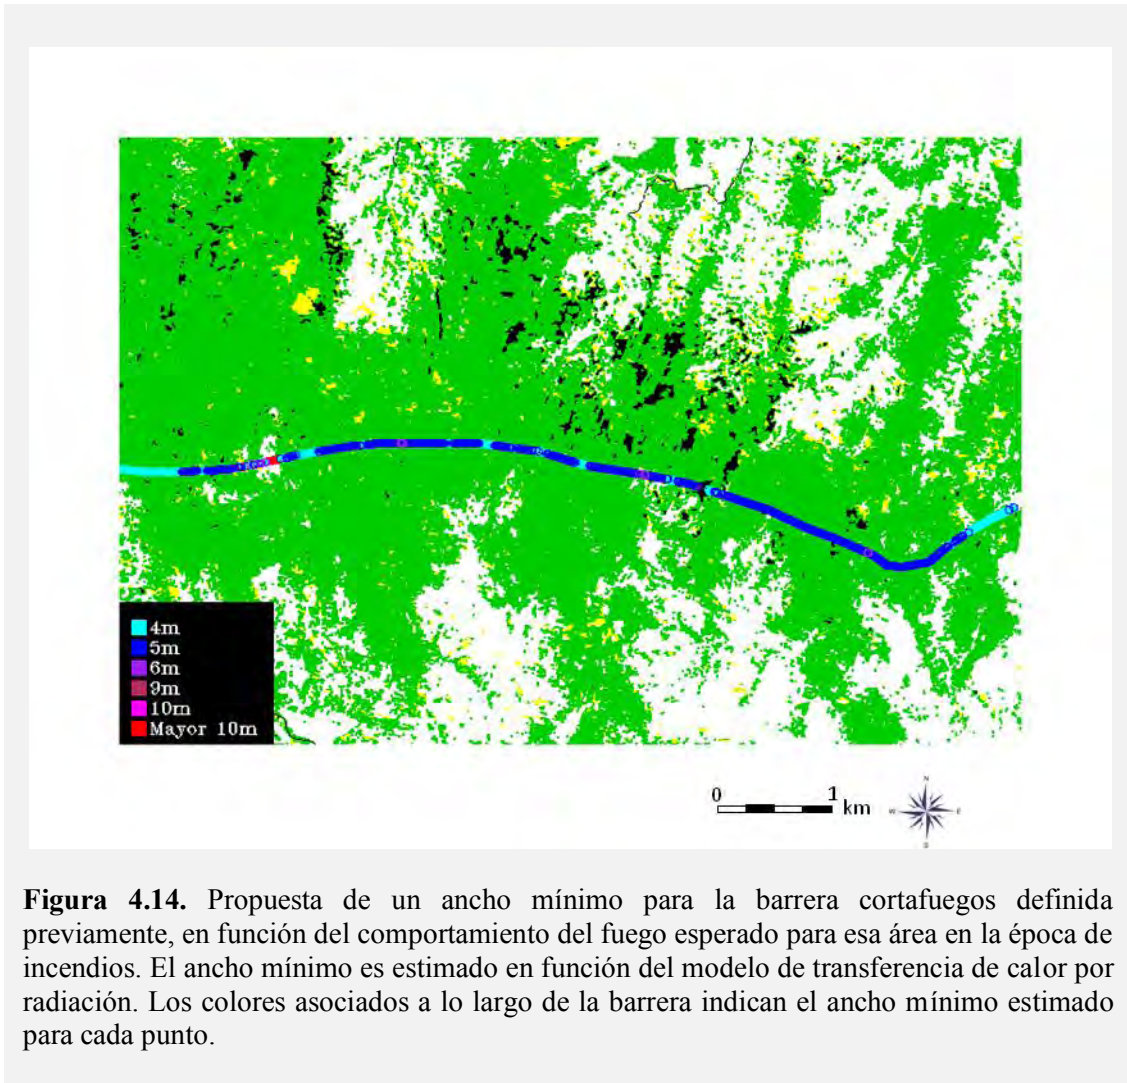 4m
5m
6m
9m
10m
Mayor 10m
0 1
km
N
W E
S
Figura 4.14. Propuesta de un ancho mínimo para la barrera cortafuegos definida
previamente, en función del comportamiento del fuego esperado para esa área en la época de
incendios. El ancho mínimo es estimado en función del modelo de transferencia de calor por
radiación. Los colores asociados a lo largo de la barrera indican el ancho mínimo estimado
para cada punto.